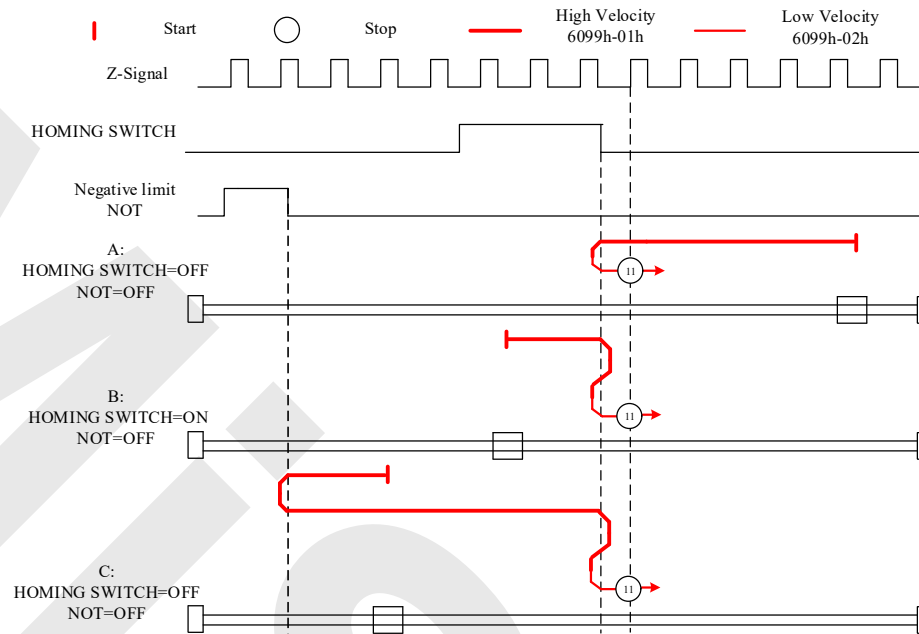 Start
Stop
High Velocity
6099h-01h
Low Velocity
6099h-02h
Z-Signal
HOMING SWITCH
Negative limit
NOT
A:
HOMING SWITCH=OFF
NOT=OFF
11
B:
HOMING SWITCH=ON
NOT=OFF
11
C:
HOMING SWITCH=OFF
NOT=OFF
11